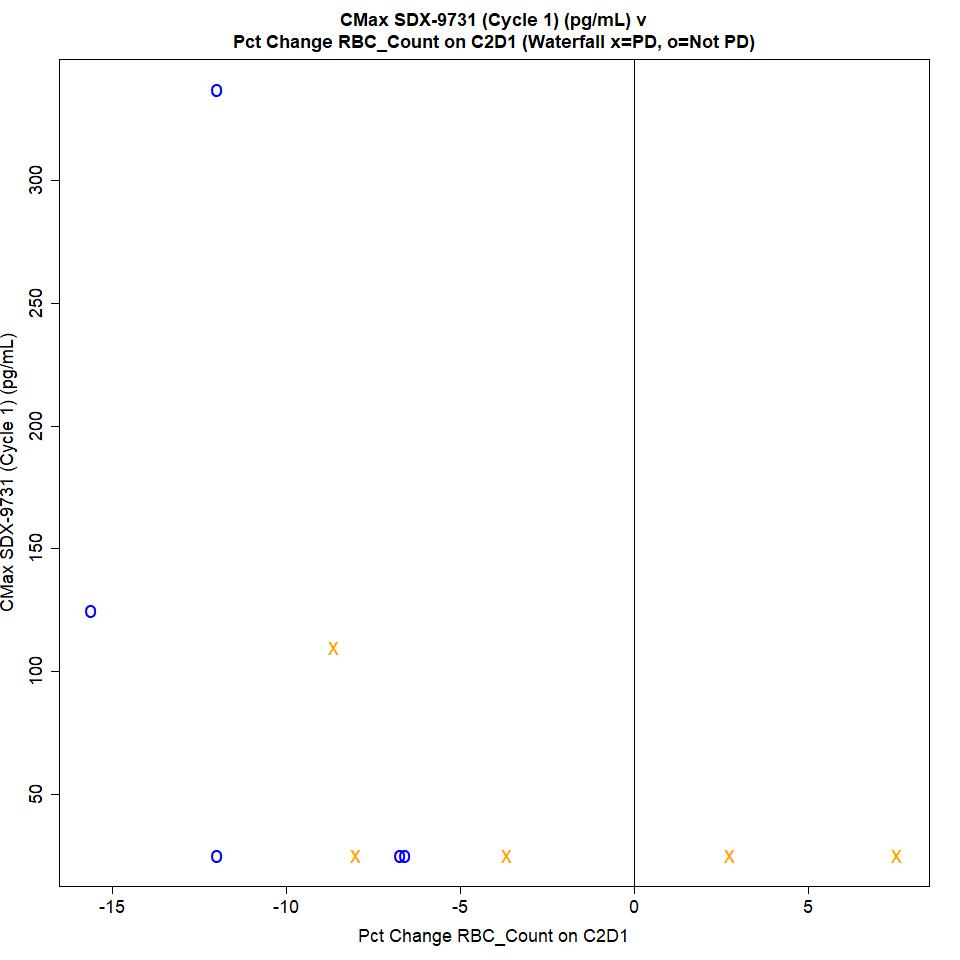 CMax SDX-9731 (Cycle 1) (pg/mL) v
Pct Change RBC_Count on C2D1 (Waterfall x=PD, o=Not PD)
CMax SDX-9731 (Cycle 1) (pg/mL)
300
250
200
150
100
50
o
o
x
o
x
oo
x
x
x
-15
-10
-5
0
5
Pct Change RBC_Count on C2D1